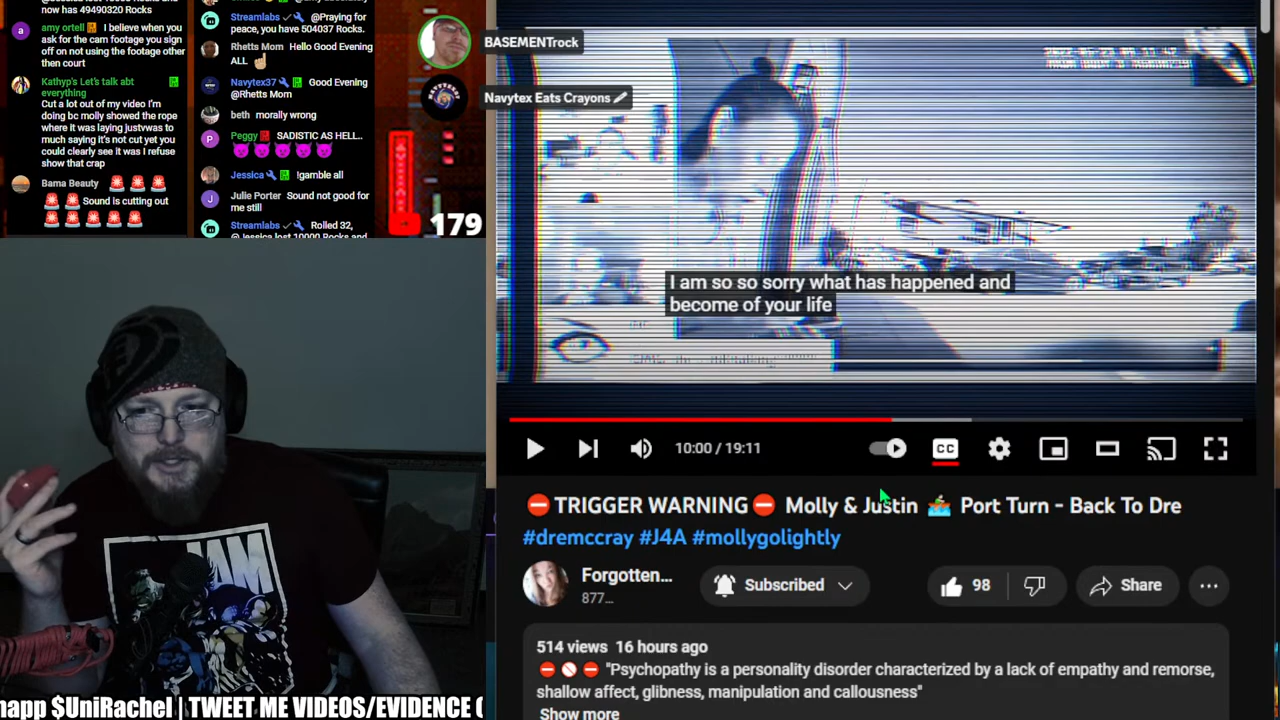 now has 49490320 Rocks
amy ortell I believe when you
ask for the footage you sign
off on not using the footage other
then court
Kathyp's Let's talk abt
everything
Cut a lot out of my video I'm
doing bc molly showed the rope
where it was laying justwvas to
much saying it's not cut yet you
could clearly see it was I refuse
show that crap
Bama Beauty
Sound is cutting
out
Streamlabs @Praying for
peace, you have 504037 Rocks.
Rhetts Mom Hello Good Evening
ALL
Navytex37 Good Evening
@Rhetts Mom
beth morally wrong
Peggy SADISTIC AS HELL..
Jessica !gamble all
Julie Porter Sound not good for
me still
Streamlabs Rolled 32,
@Jessica lost 10000 Rocks and
179
BASEMENTrock
Navytex Eats Crayons
I am so so sorry what has happened and
become of your life
10:00 / 19:11
CC
TRIGGER WARNING Molly & Justin Port Turn - Back To Dre
#dremccray #J4A #mollygolightly
Forgotten...
877...
Subscribed
98
Share
514 views 16 hours ago
"Psychopathy is a personality disorder characterized by a lack of empathy and remorse,
shallow affect, glibness, manipulation and callousness"
Show more
JAM
napp $UniRachel | TWEET ME VIDEOS/EVIDENCE